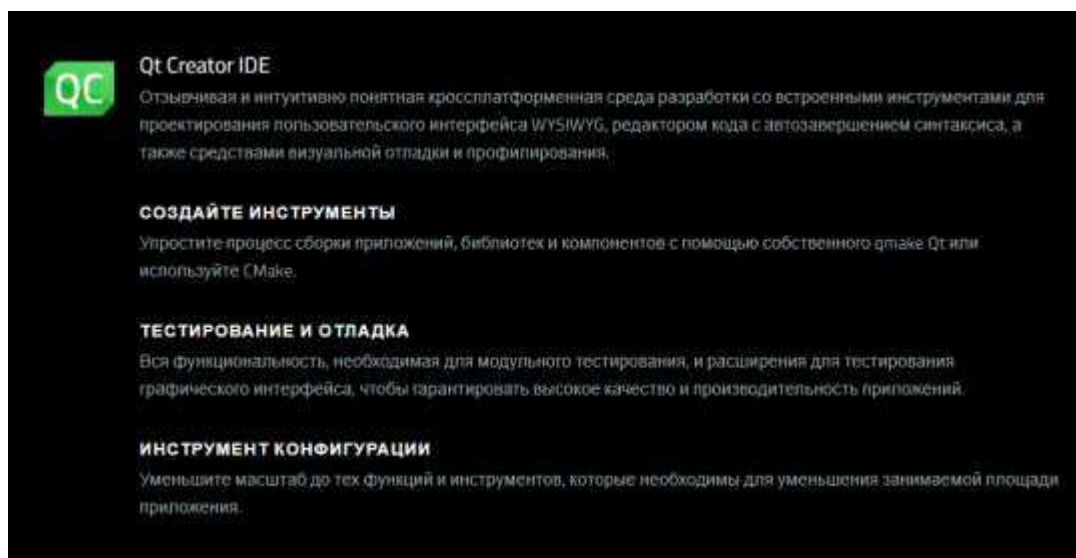 QC
Qt Creator IDE
Отзывчивая и интуитивно понятная кроссплатформенная среда разработки со встроенными инструментами для
проектирования пользовательского интерфейса WYSIWYG, редактором кода с автозавершением синтаксиса, а
также средствами визуальной отладки и профилирования.
СОЗДАЙТЕ ИНСТРУМЕНТЫ
Упростите процесс сборки приложений, библиотек и компонентов с помощью собственного qmake Qt или
используйте CMake.
ТЕСТИРОВАНИЕ И ОТЛАДКА
Вся функциональность, необходимая для модульного тестирования, и расширения для тестирования
графического интерфейса, чтобы гарантировать высокое качество и производительность приложений.
ИНСТРУМЕНТ КОНФИГУРАЦИИ
Уменьшите масштаб до тех функций и инструментов, которые необходимы для уменьшения занимаемой площади
приложения.